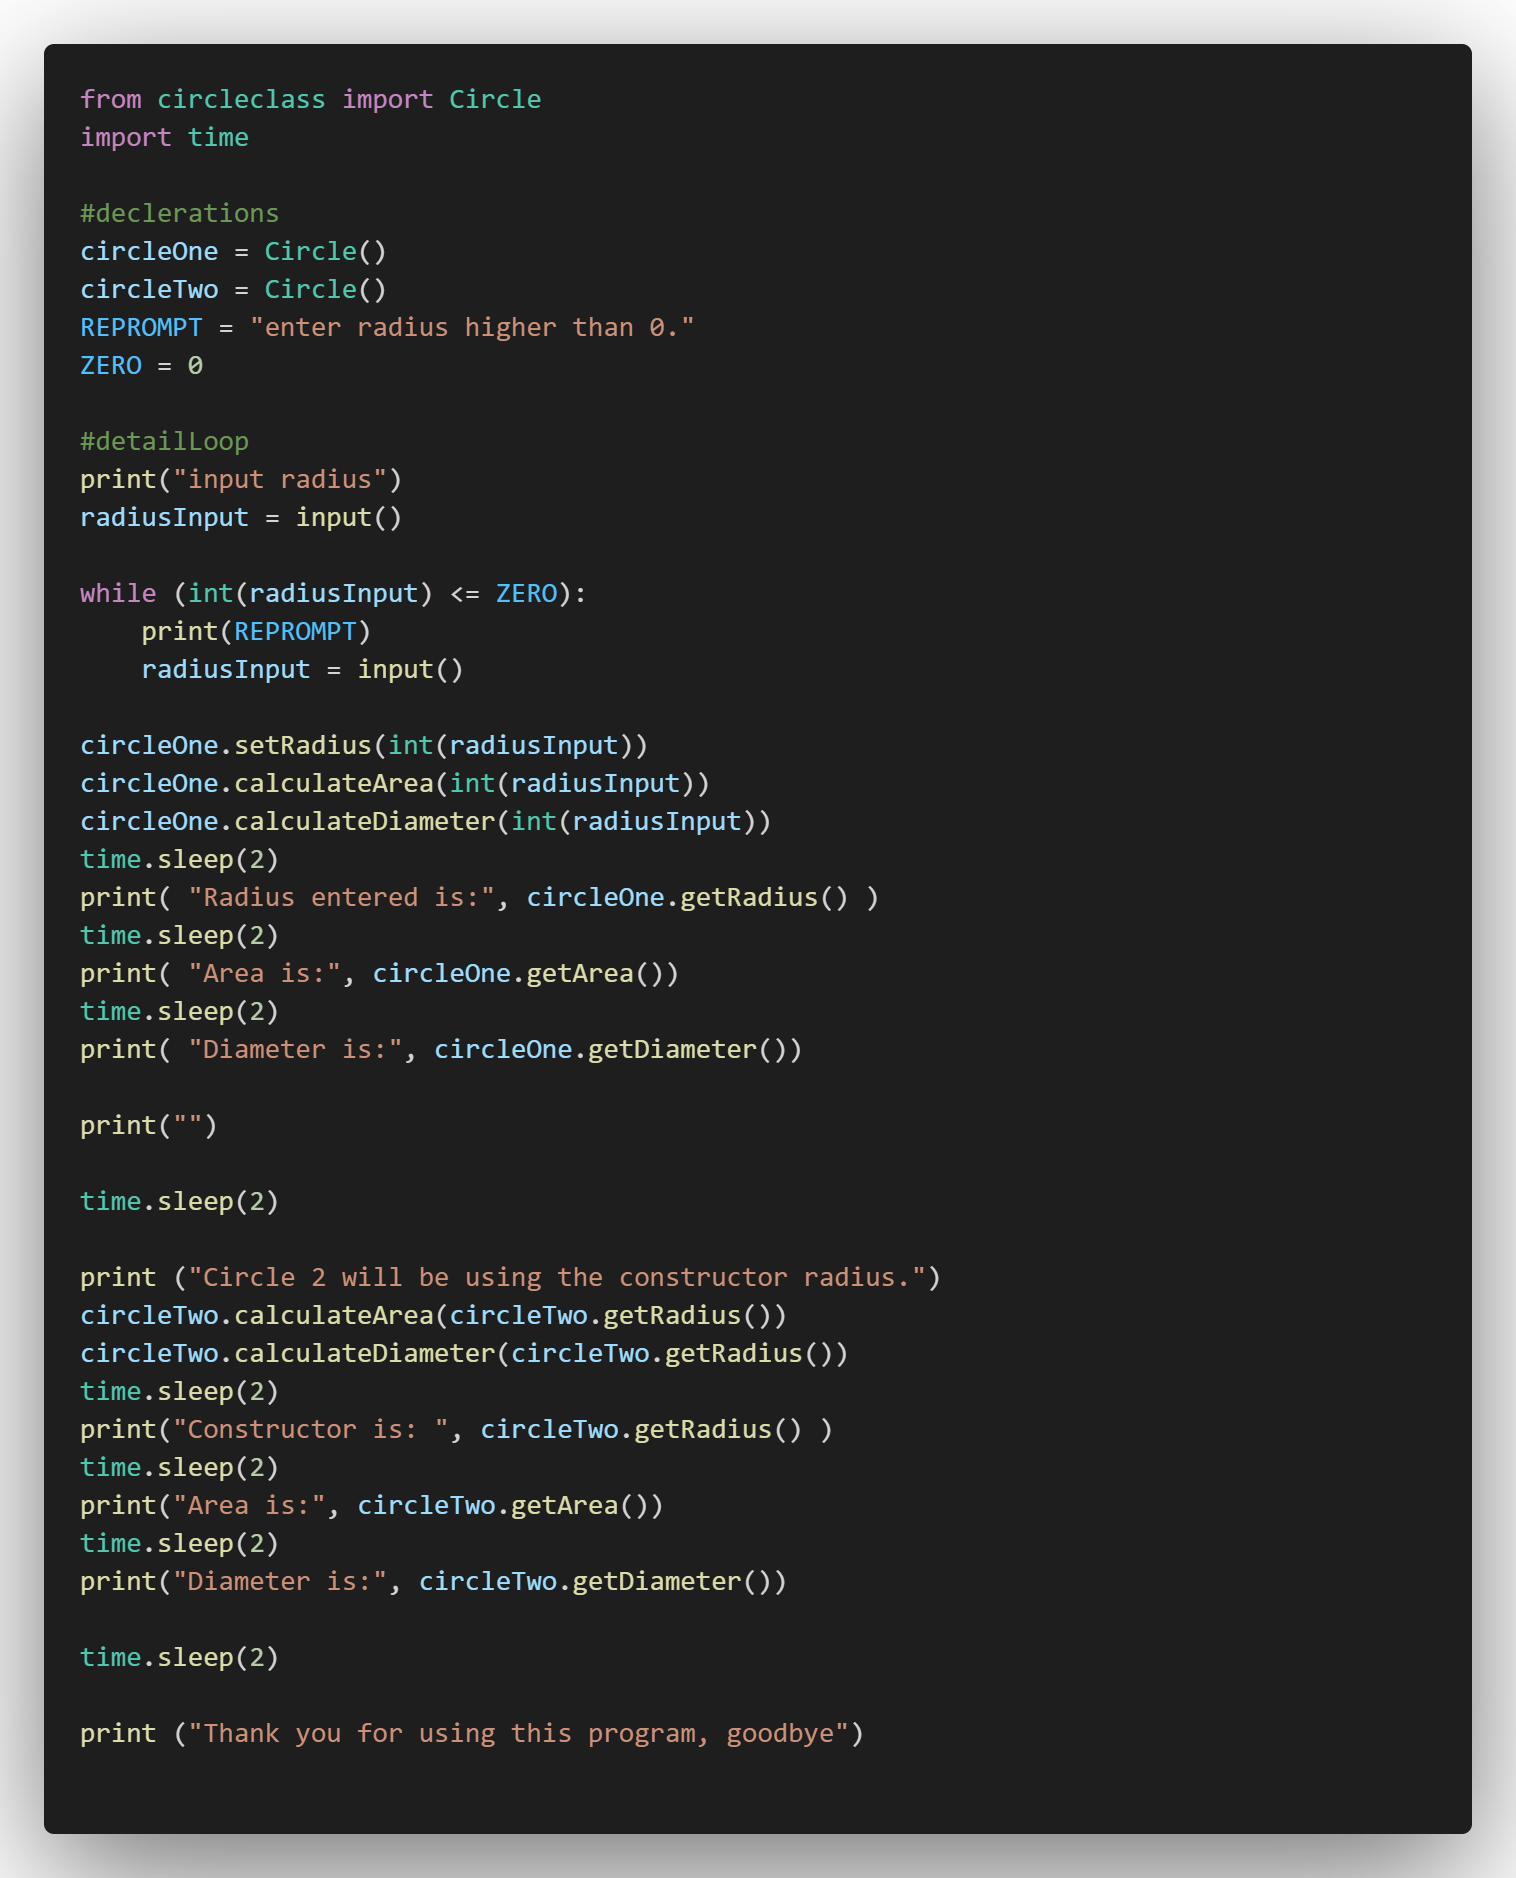 from circleclass import Circle
import time
#declerations
circleOne = Circle()
circleTwo = Circle()
REPROMPT = "enter radius higher than 0."
ZERO = 0
#detailLoop
print("input radius")
radiusInput = input()
while (int(radiusInput) <= ZERO):
    print(REPROMPT)
    radiusInput = input()
circleOne.setRadius(int(radiusInput))
circleOne.calculateArea(int(radiusInput))
circleOne.calculateDiameter(int(radiusInput))
time.sleep(2)
print( "Radius entered is:", circleOne.getRadius() )
time.sleep(2)
print( "Area is:", circleOne.getArea())
time.sleep(2)
print( "Diameter is:", circleOne.getDiameter())
print("")
time.sleep(2)
print ("Circle 2 will be using the constructor radius.")
circleTwo.calculateArea(circleTwo.getRadius())
circleTwo.calculateDiameter(circleTwo.getRadius())
time.sleep(2)
print("Constructor is: ", circleTwo.getRadius() )
time.sleep(2)
print("Area is:", circleTwo.getArea())
time.sleep(2)
print("Diameter is:", circleTwo.getDiameter())
time.sleep(2)
print ("Thank you for using this program, goodbye")